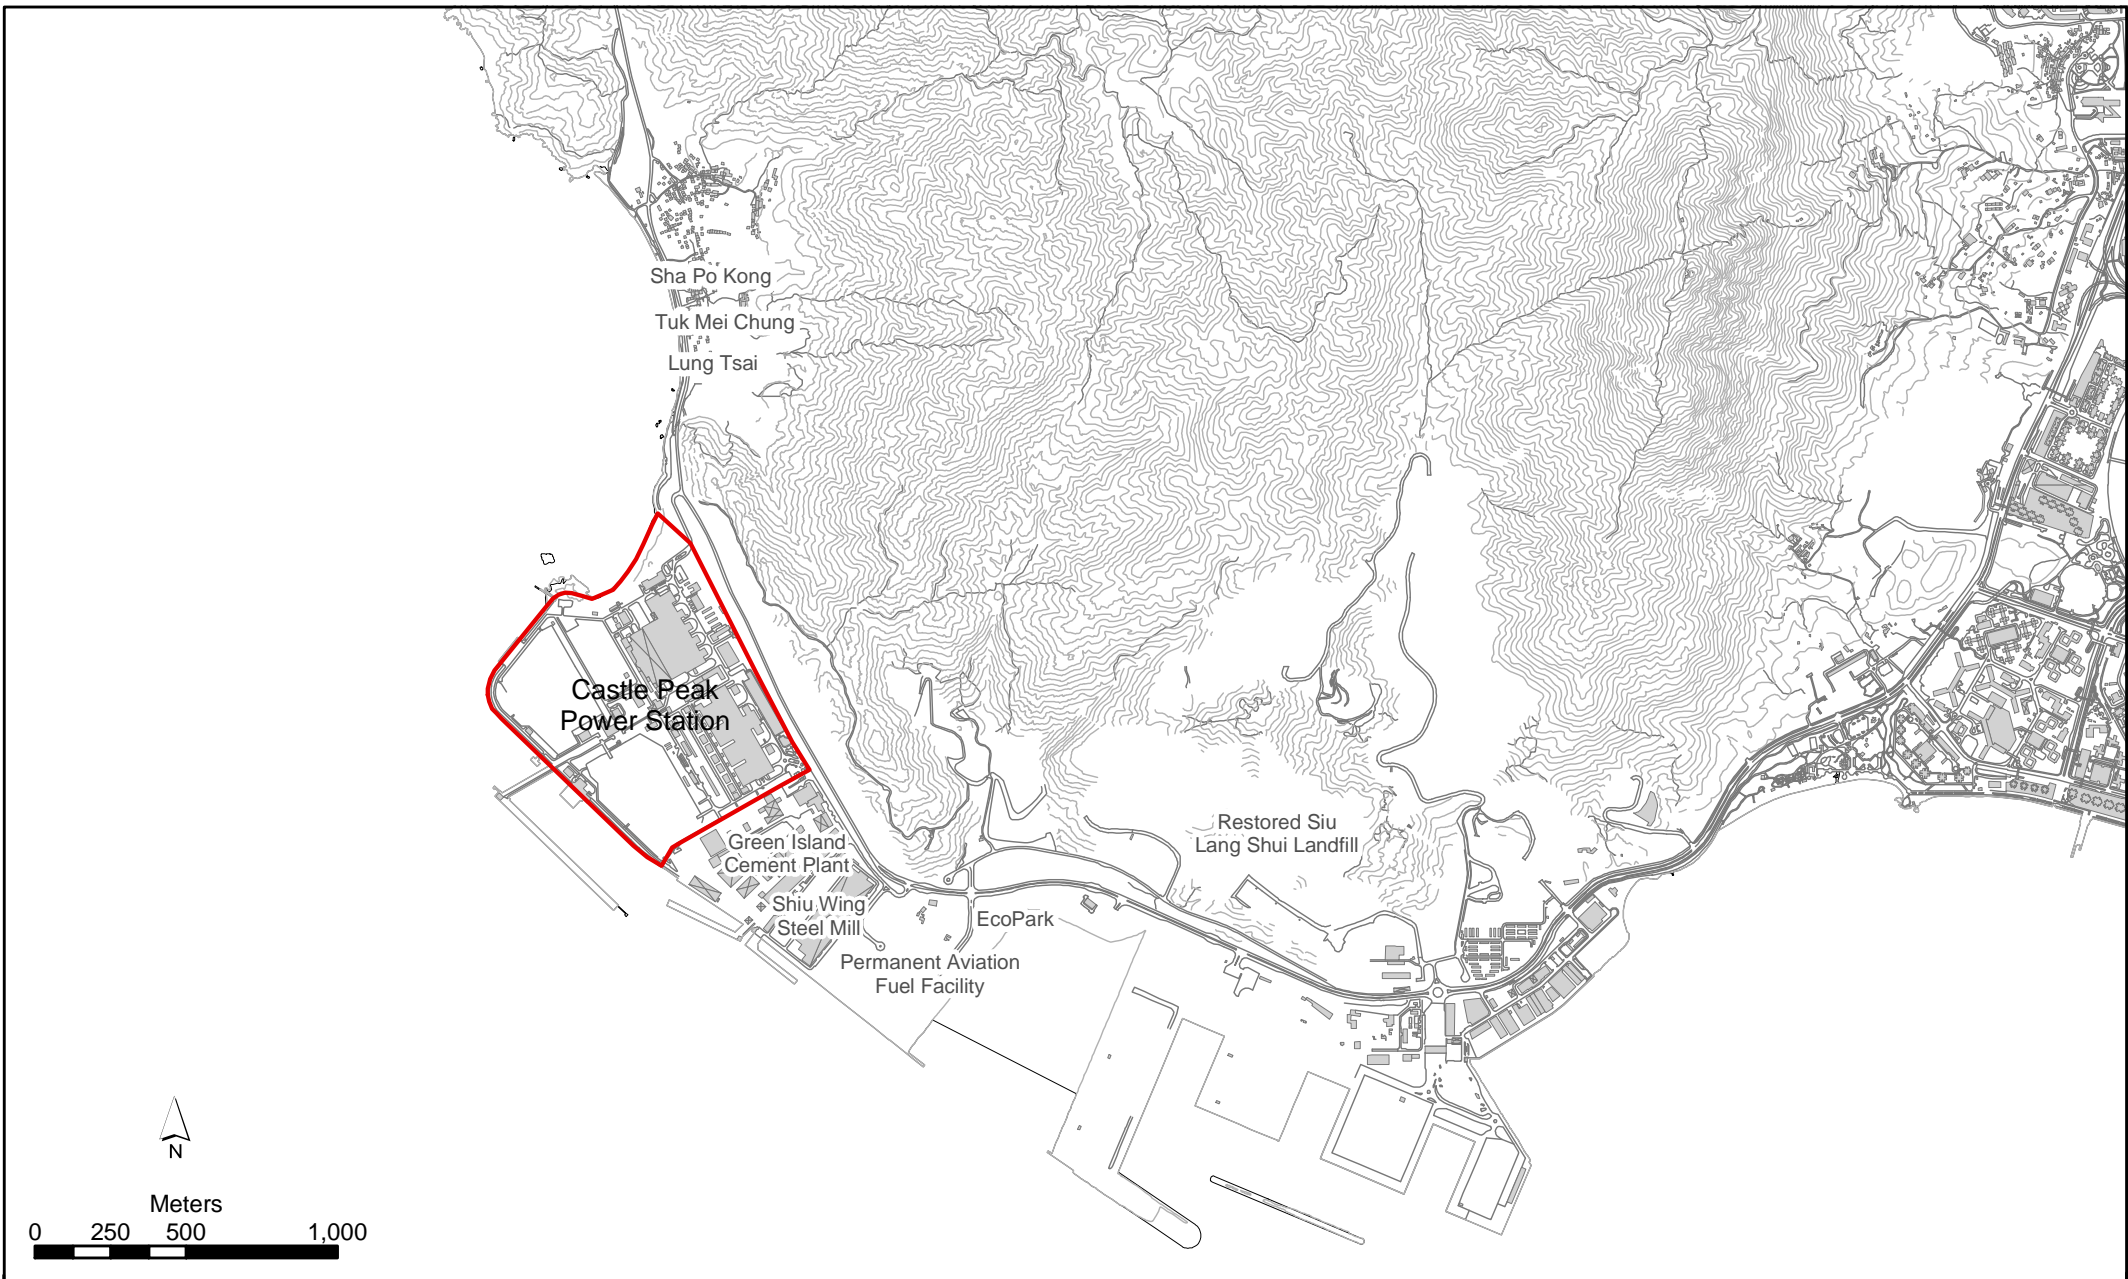 Sha Po Kong
Tuk Mei Chung
Lung Tsai
Castle Peak
Power Station
Green Island
Cement Plant
Shiu Wing
Steel Mill
EcoPark
Permanent Aviation
Fuel Facility
Restored Siu
Lang Shui Landfill
N
Meters
0 250 500 1,000